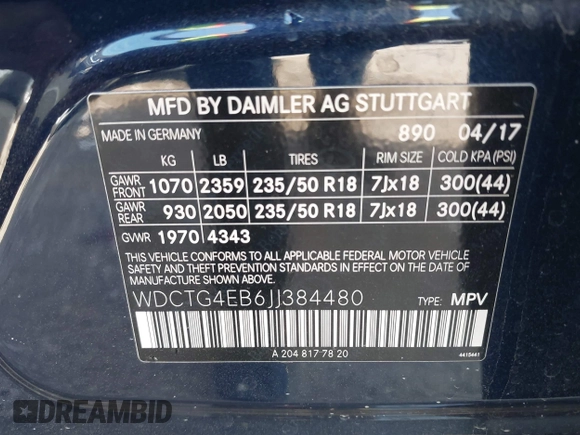 MFD BY DAIMLER AG STUTTGART
MADE IN GERMANY 890 04/17
KG LB TIRES RIM SIZE COLD KPA (PSI)
GAWR FRONT 1070 2359 235/50 R18 7Jx18 300(44)
GAWR REAR 930 2050 235/50 R18 7Jx18 300(44)
GVWR 1970 4343
THIS VEHICLE CONFORMS TO ALL APPLICABLE FEDERAL MOTOR VEHICLE
SAFETY AND THEFT PREVENTION STANDARDS IN EFFECT ON THE DATE OF
MANUFACTURE SHOWN ABOVE.
WDCTG4EB6JJ384480 TYPE: MPV
A 204 817 78 20 4415441
DREAMBID